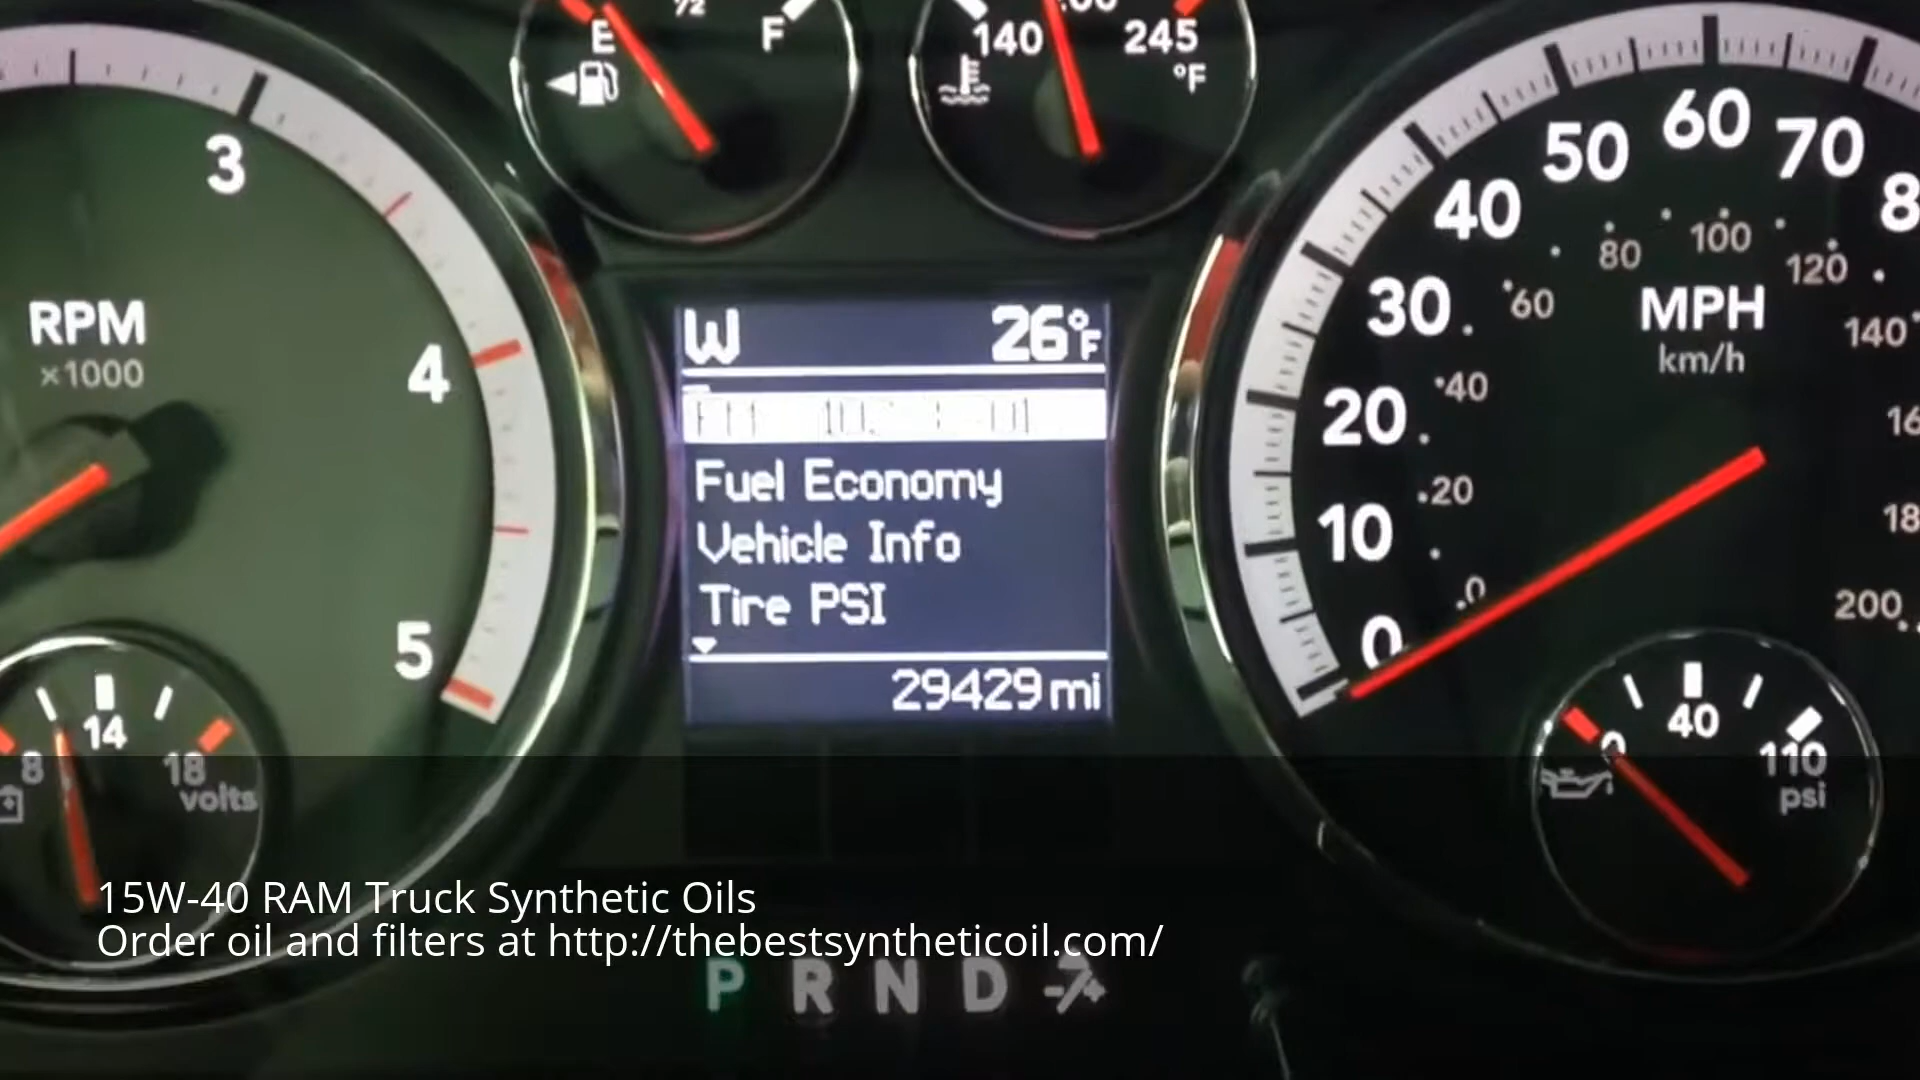 ½
E F
140 200 245
°F
60
50 70
3
40
80 100 120
30 60
MPH
km/h
140
RPM
×1000
W 26°F
4
20 40
Fuel Economy
20
10
Vehicle Info
0
Tire PSI
200
5
0
29429 mi
14
8 18
volts
40
0 110
psi
15W-40 RAM Truck Synthetic Oils
Order oil and filters at http://thebestsyntheticoil.com/
P R N D -/+